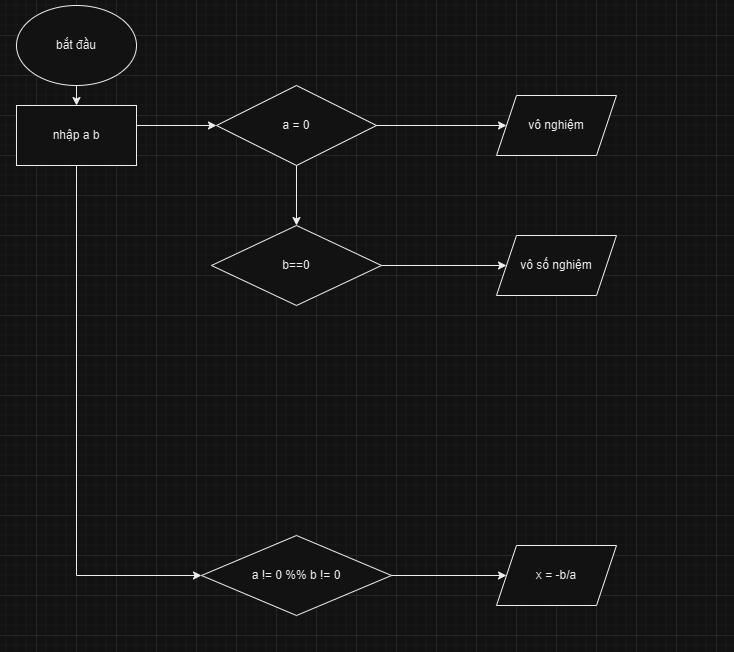 bắt đầu
nhập a b
a = 0
vô nghiệm
b==0
vô số nghiệm
a != 0 %% b != 0
x = -b/a